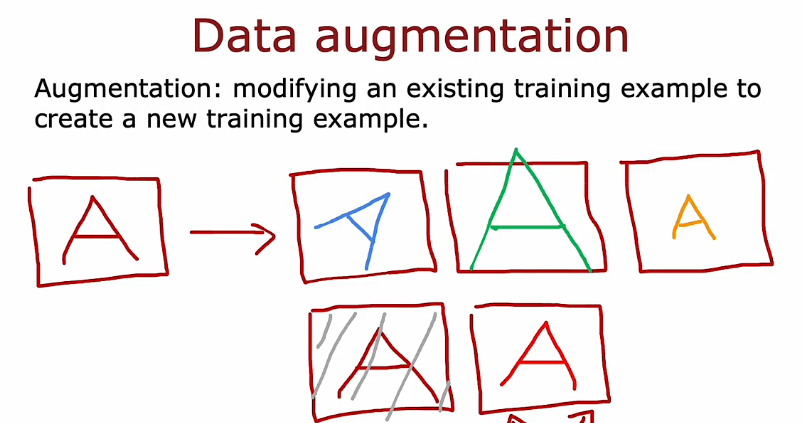 Data augmentation
Augmentation: modifying an existing training example to
create a new training example.
A
A
A
A
A
A